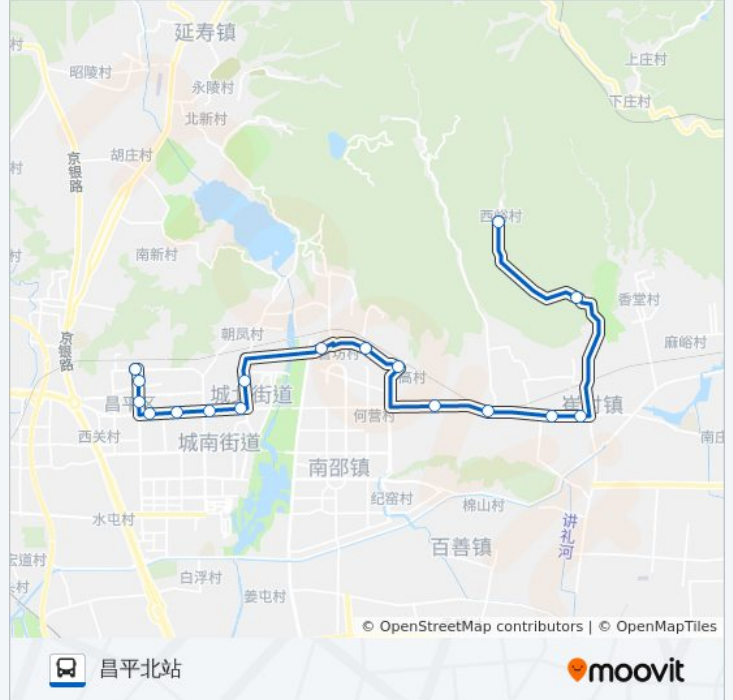 延寿镇
上庄村
昭陵村
永陵村
下庄村
北新村
胡庄村
京银路
西峪村
南新村
香堂村
朝凤村
京银路
麻峪村
昌平区
城北街道
崔村镇
何营村
西关村
城南街道
南邵镇
纪窑村
棉山村
水屯村
讲礼河
百善镇
白浮村
姜屯村
© OpenStreetMap contributors | © OpenMapTiles
昌平北站
moovit